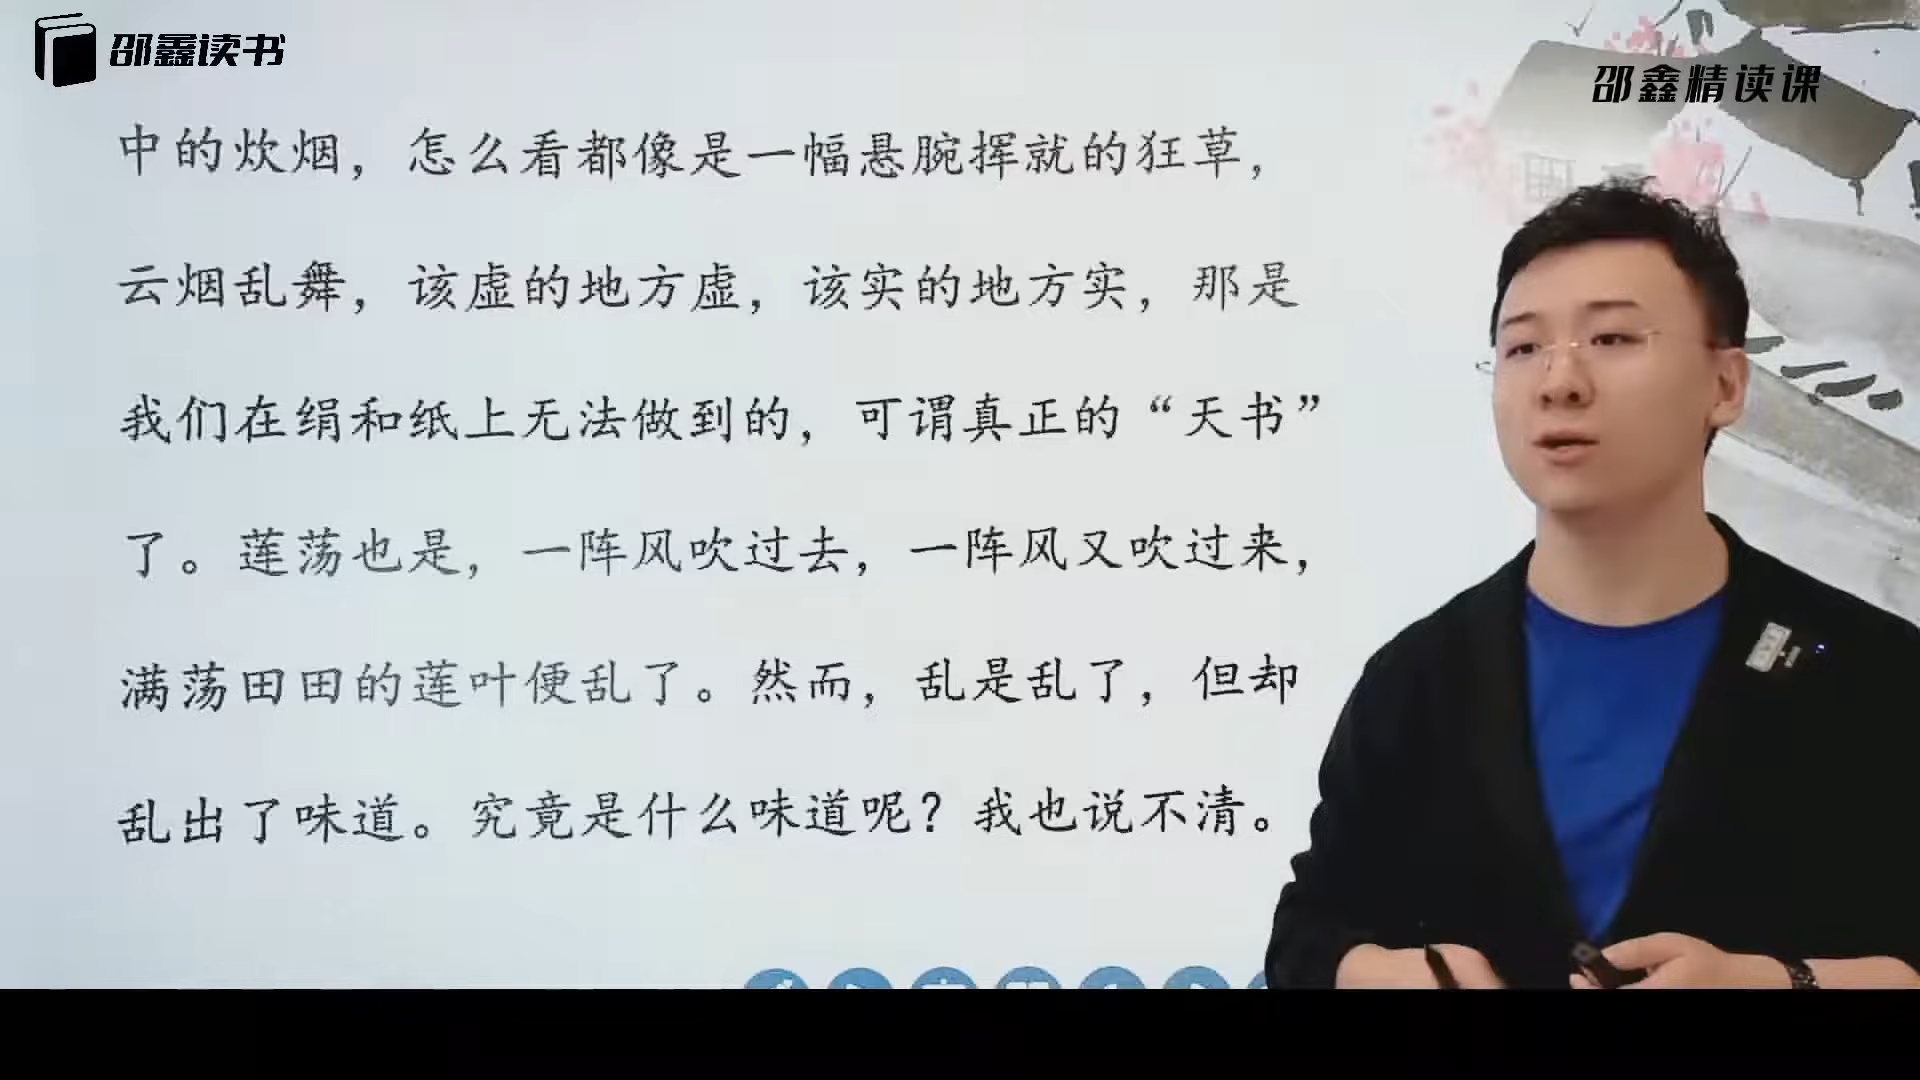 邵鑫读书
邵鑫精读课
中的炊烟，怎么看都像是一幅悬腕挥就的狂草，
云烟乱舞，该虚的地方虚，该实的地方实，那是
我们在绢和纸上无法做到的，可谓真正的“天书”
了。莲荡也是，一阵风吹过去，一阵风又吹过来，
满荡田田的莲叶便乱了。然而，乱是乱了，但却
乱出了味道。究竟是什么味道呢？我也说不清。